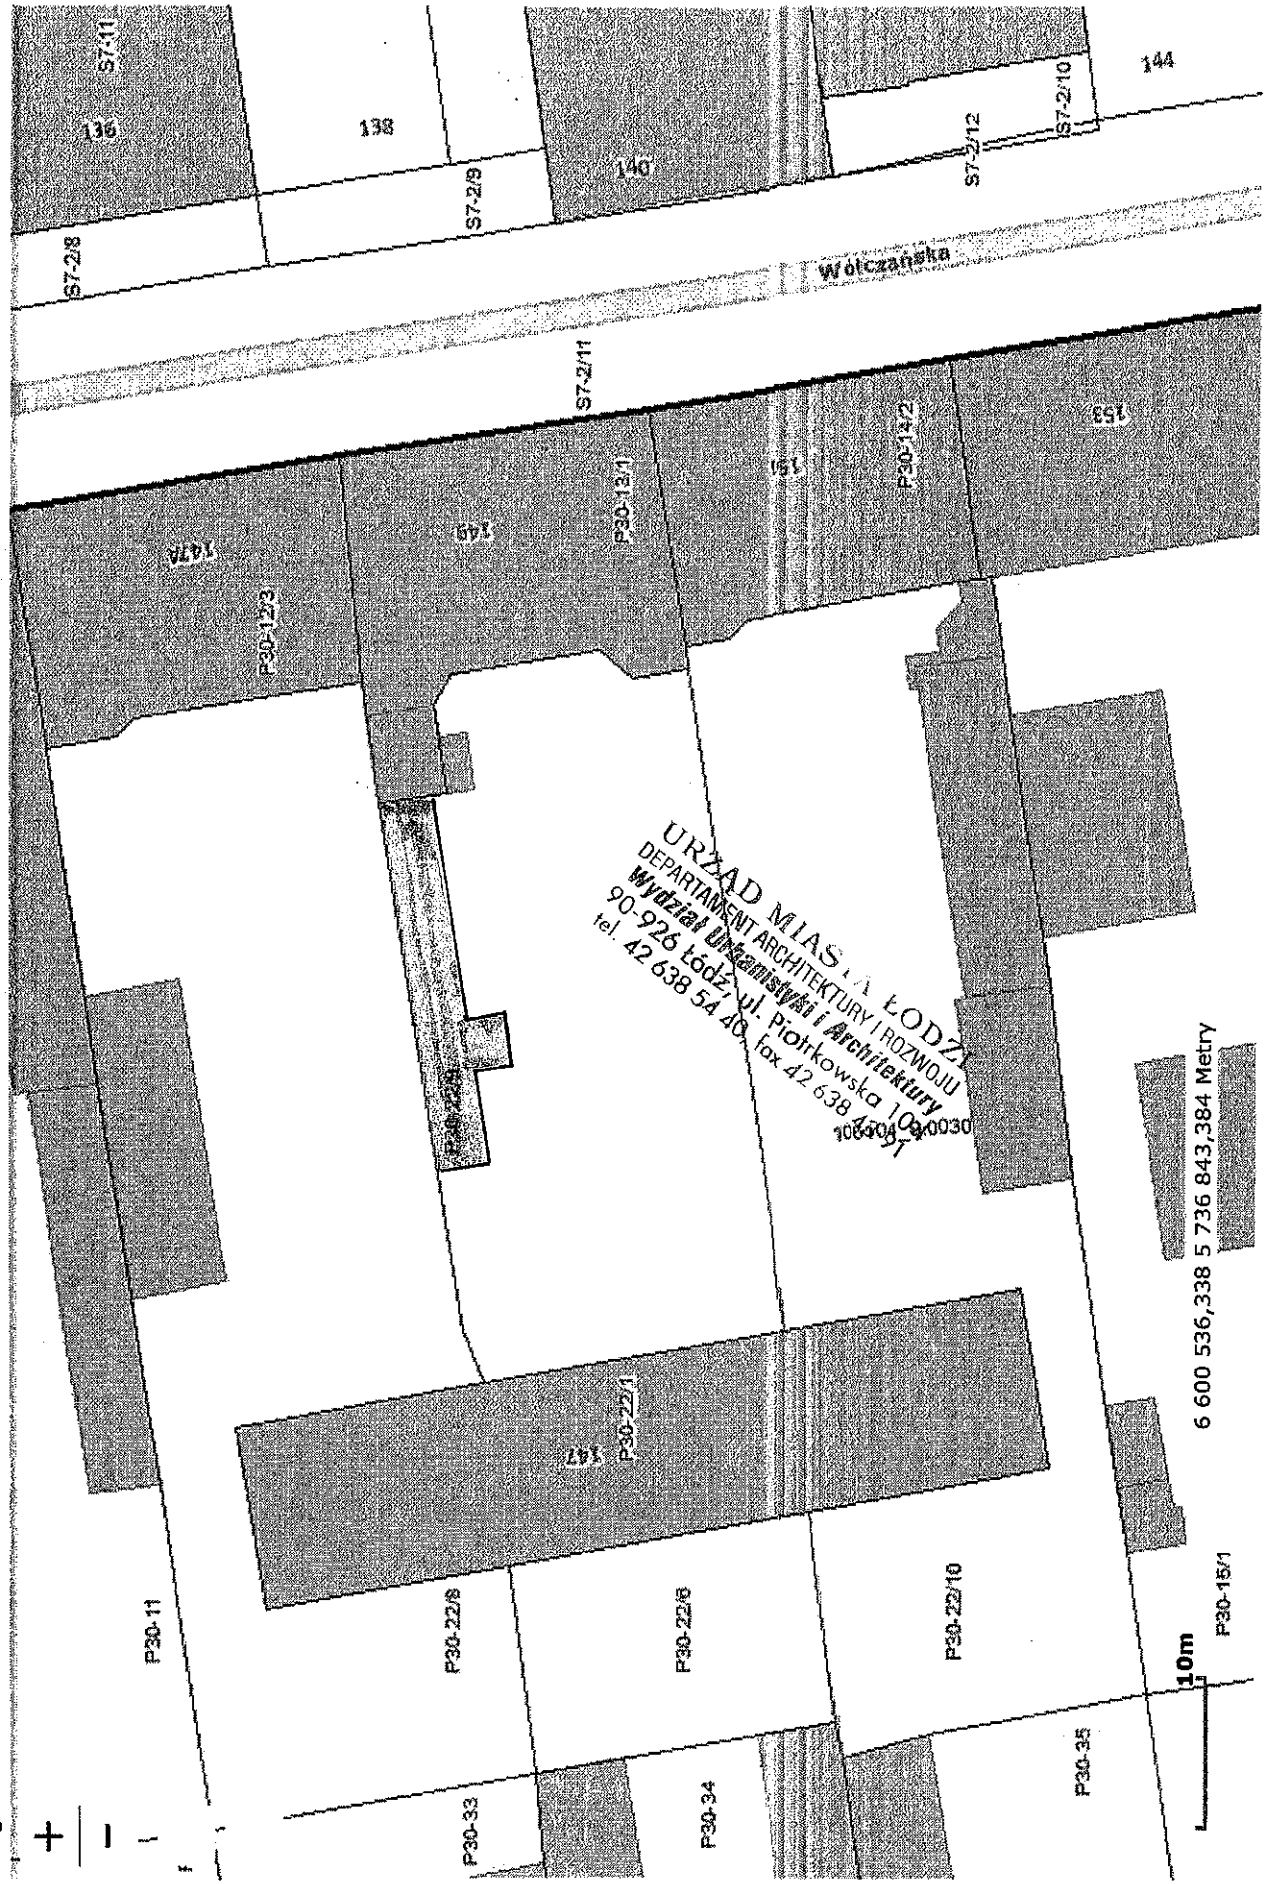 S7-11
136
138
S7-2/8
S7-2/9
140
S7-2/12
S7-2/10
144
Wólczańska
S7-2/11
147A
P30-12/3
149
P30-13/1
151
P30-14/2
153
URZĄD MIASTA ŁODZI
DEPARTAMENT ARCHITEKTURY I ROZWOJU
Wydział Urbanistyki i Architektury
90-926 Łódź, ul. Piotrkowska 104
tel. 42 638 54 40, fax 42 638
147
P30-22/1
P30-11
P30-22/8
P30-22/6
P30-22/10
P30-15/1
P30-33
P30-34
P30-35
10m
6 600 536,338 5 736 843,384 Metry
+
−